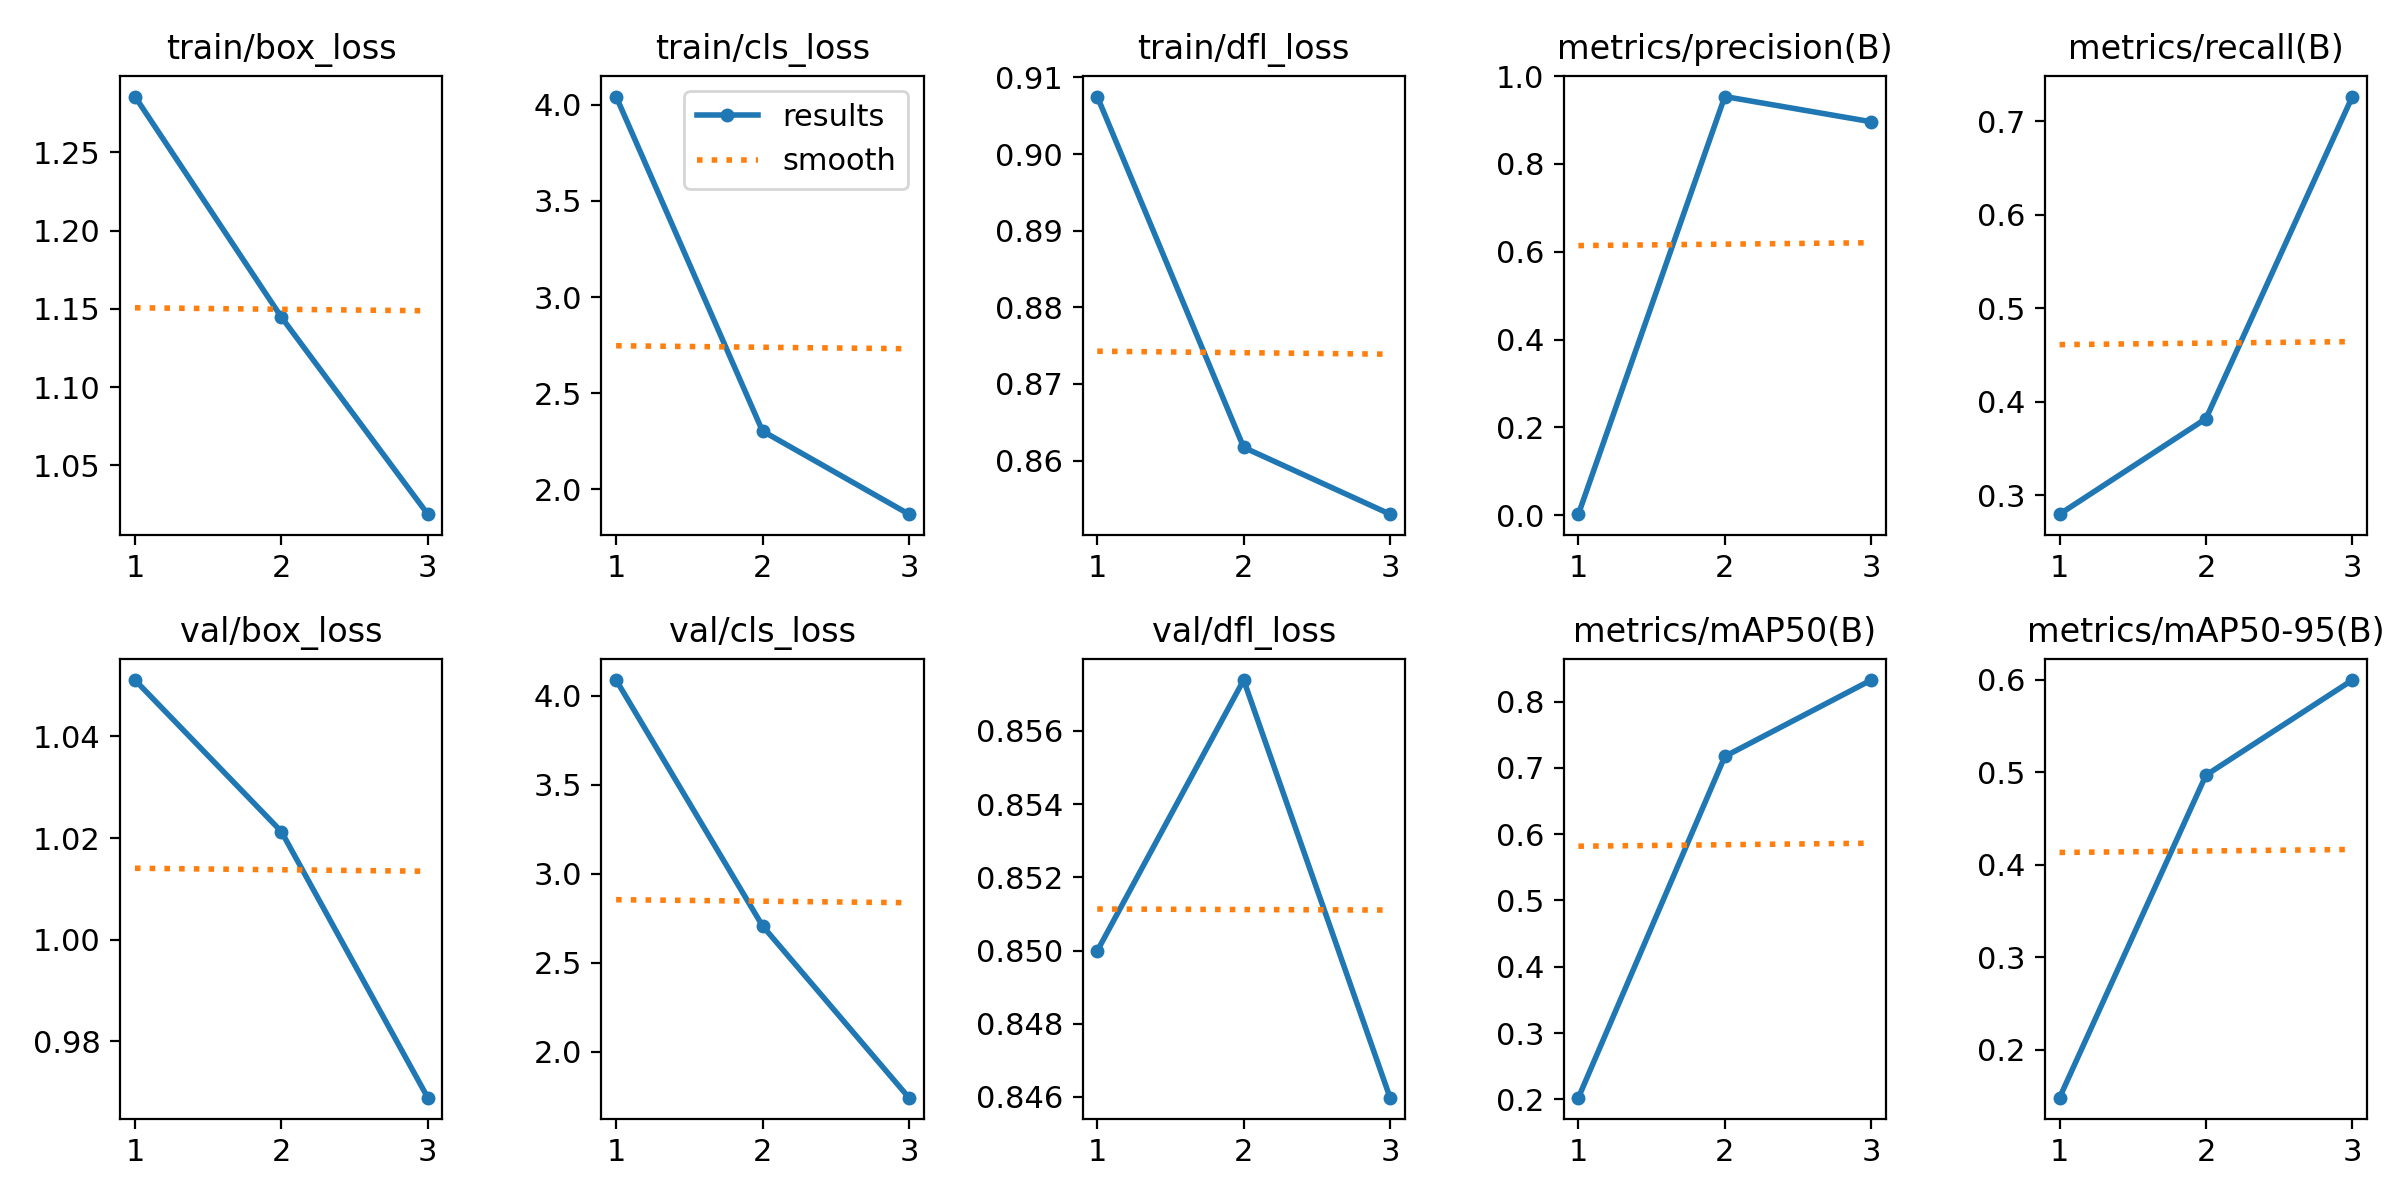 train/box_loss
1.25
1.20
1.15
1.10
1.05
1 2 3
train/cls_loss
4.0
3.5
3.0
2.5
2.0
results
smooth
1 2 3
train/dfl_loss
0.91
0.90
0.89
0.88
0.87
0.86
1 2 3
metrics/precision(B)
1.0
0.8
0.6
0.4
0.2
0.0
1 2 3
metrics/recall(B)
0.7
0.6
0.5
0.4
0.3
1 2 3
val/box_loss
1.04
1.02
1.00
0.98
1 2 3
val/cls_loss
4.0
3.5
3.0
2.5
2.0
1 2 3
val/dfl_loss
0.856
0.854
0.852
0.850
0.848
0.846
1 2 3
metrics/mAP50(B)
0.8
0.7
0.6
0.5
0.4
0.3
0.2
1 2 3
metrics/mAP50-95(B)
0.6
0.5
0.4
0.3
0.2
1 2 3